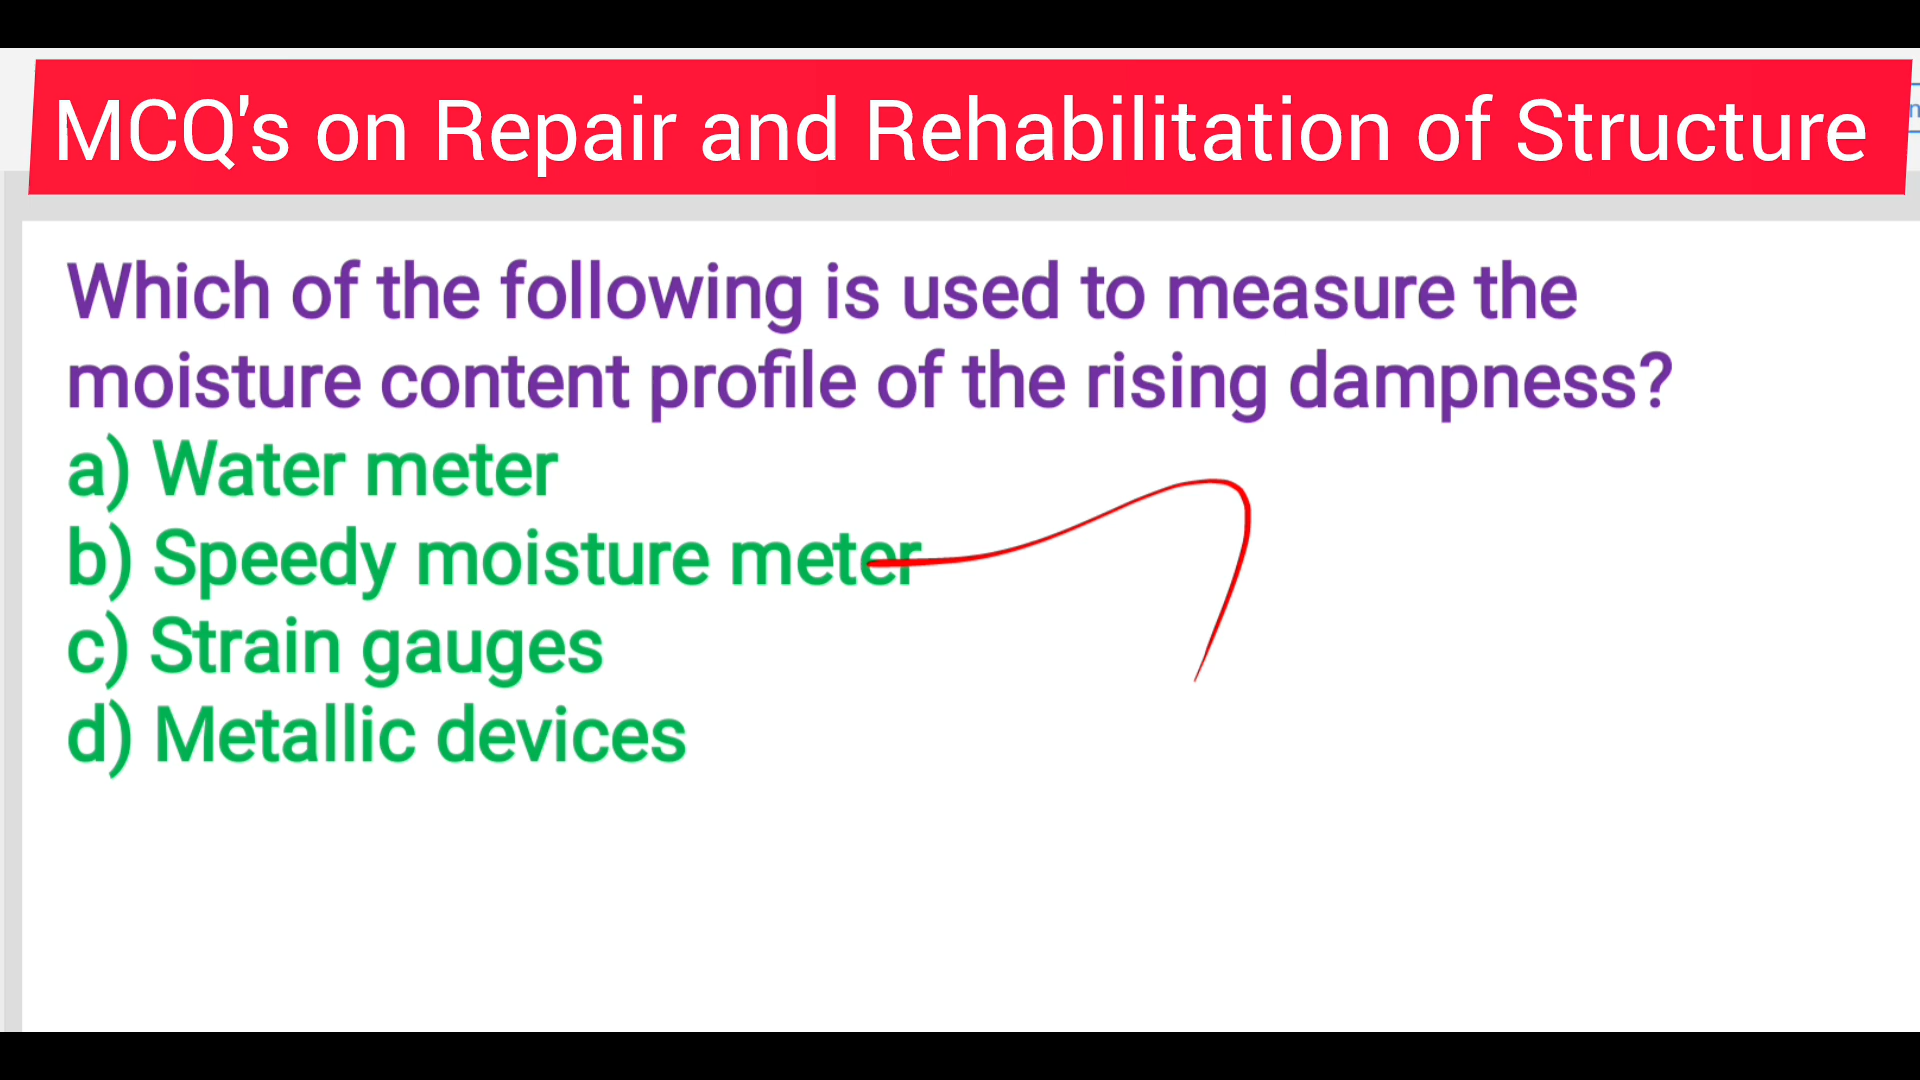 MCQ's on Repair and Rehabilitation of Structure
Which of the following is used to measure the
moisture content profile of the rising dampness?
a) Water meter
b) Speedy moisture meter
c) Strain gauges
d) Metallic devices